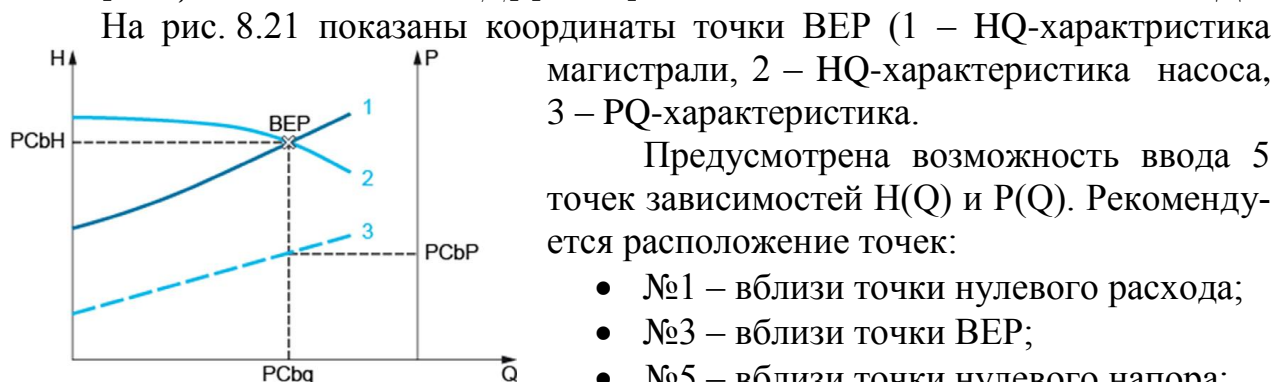 На рис. 8.21 показаны координаты точки BEP (1 – HQ-характристика
магистрали, 2 – HQ-характеристика насоса,
3 – PQ-характеристика.
Предусмотрена возможность ввода 5
точек зависимостей H(Q) и P(Q). Рекоменду-
ется расположение точек:
• №1 – вблизи точки нулевого расхода;
• №3 – вблизи точки BEP;
• №5 – вблизи точки нулевого напора;
H
P
1
BEP
PCbH
2
3
PCbP
PCbq
Q